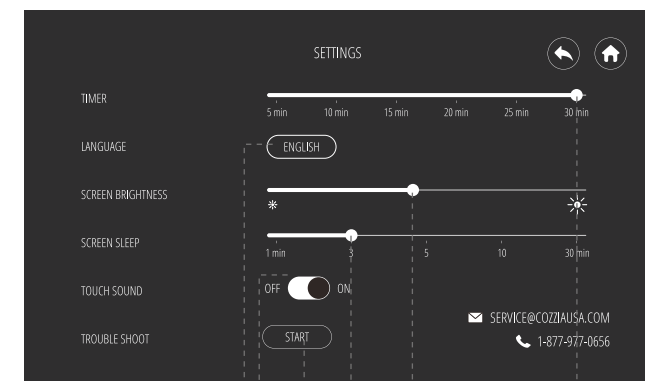 SETTINGS
TIMER
5 min 10 min 15 min 20 min 25 min 30 min
LANGUAGE ENGLISH
SCREEN BRIGHTNESS
SCREEN SLEEP
1 min 3 5 10 30 min
TOUCH SOUND OFF ON
SERVICE@COZZIAUSA.COM
TROUBLE SHOOT START
1-877-977-0656